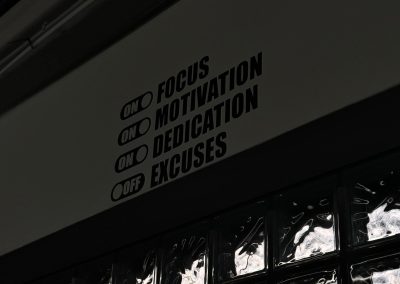 ON FOCUS
ON MOTIVATION
ON DEDICATION
OFF EXCUSES